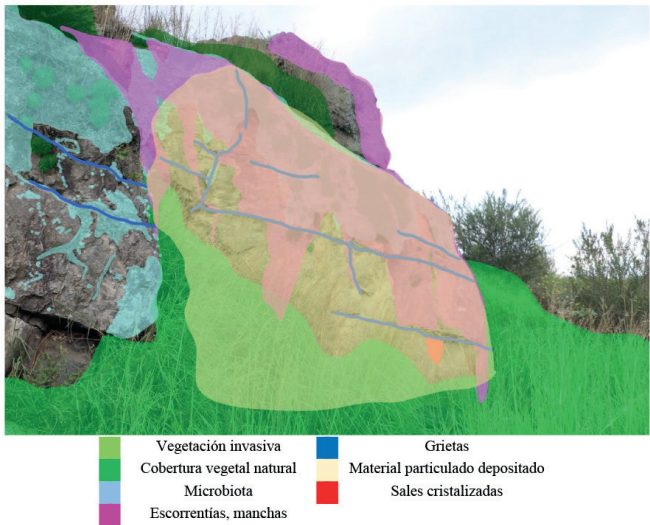 Vegetación invasiva
Cobertura vegetal natural
Microbiota
Escorrentías, manchas
Grietas
Material particulado depositado
Sales cristalizadas